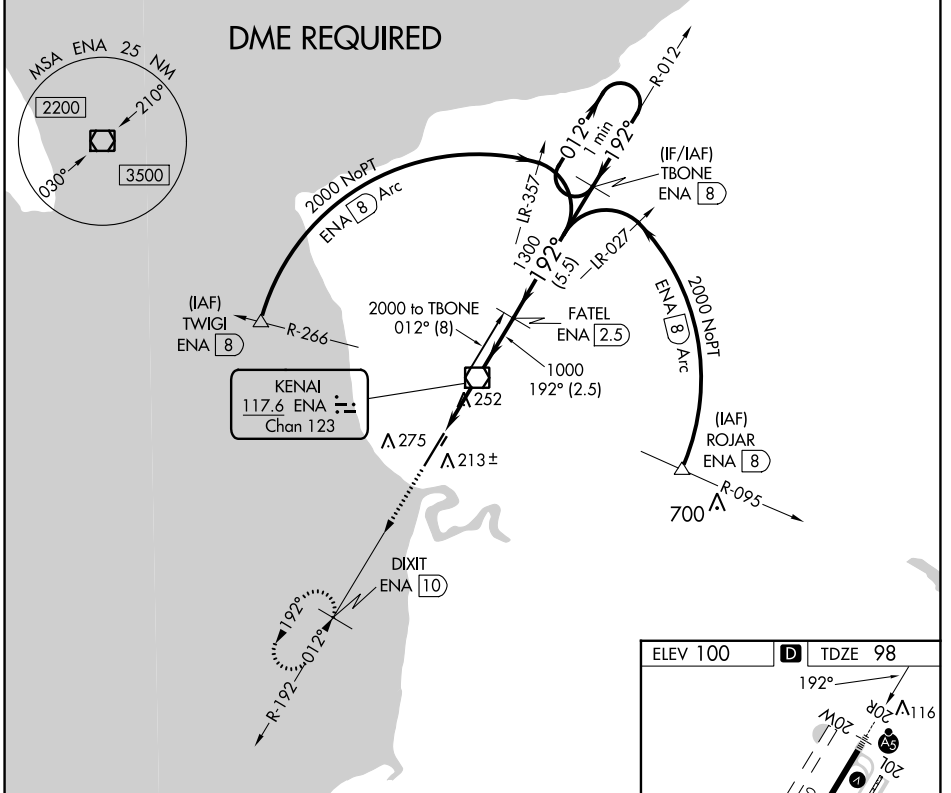 DME REQUIRED
MSA ENA 25 NM
2200
210°
030°
3500
R-012
012°
1 min
192°
(IF/IAF)
TBONE
ENA 8
2000 NoPT
ENA 8 Arc
LR-357
1300
192°
(5.5)
LR-027
2000 NoPT
ENA 8 Arc
(IAF)
TWIGI
ENA 8
R-266
2000 to TBONE
012° (8)
FATEL
ENA 2.5
1000
192° (2.5)
KENAI
117.6 ENA
Chan 123
252
275
213±
(IAF)
ROJAR
ENA 8
R-095
700
DIXIT
ENA 10
192°
012°
R-192
ELEV 100
D
TDZE 98
192°
20W
20R
116
A5
20L
V